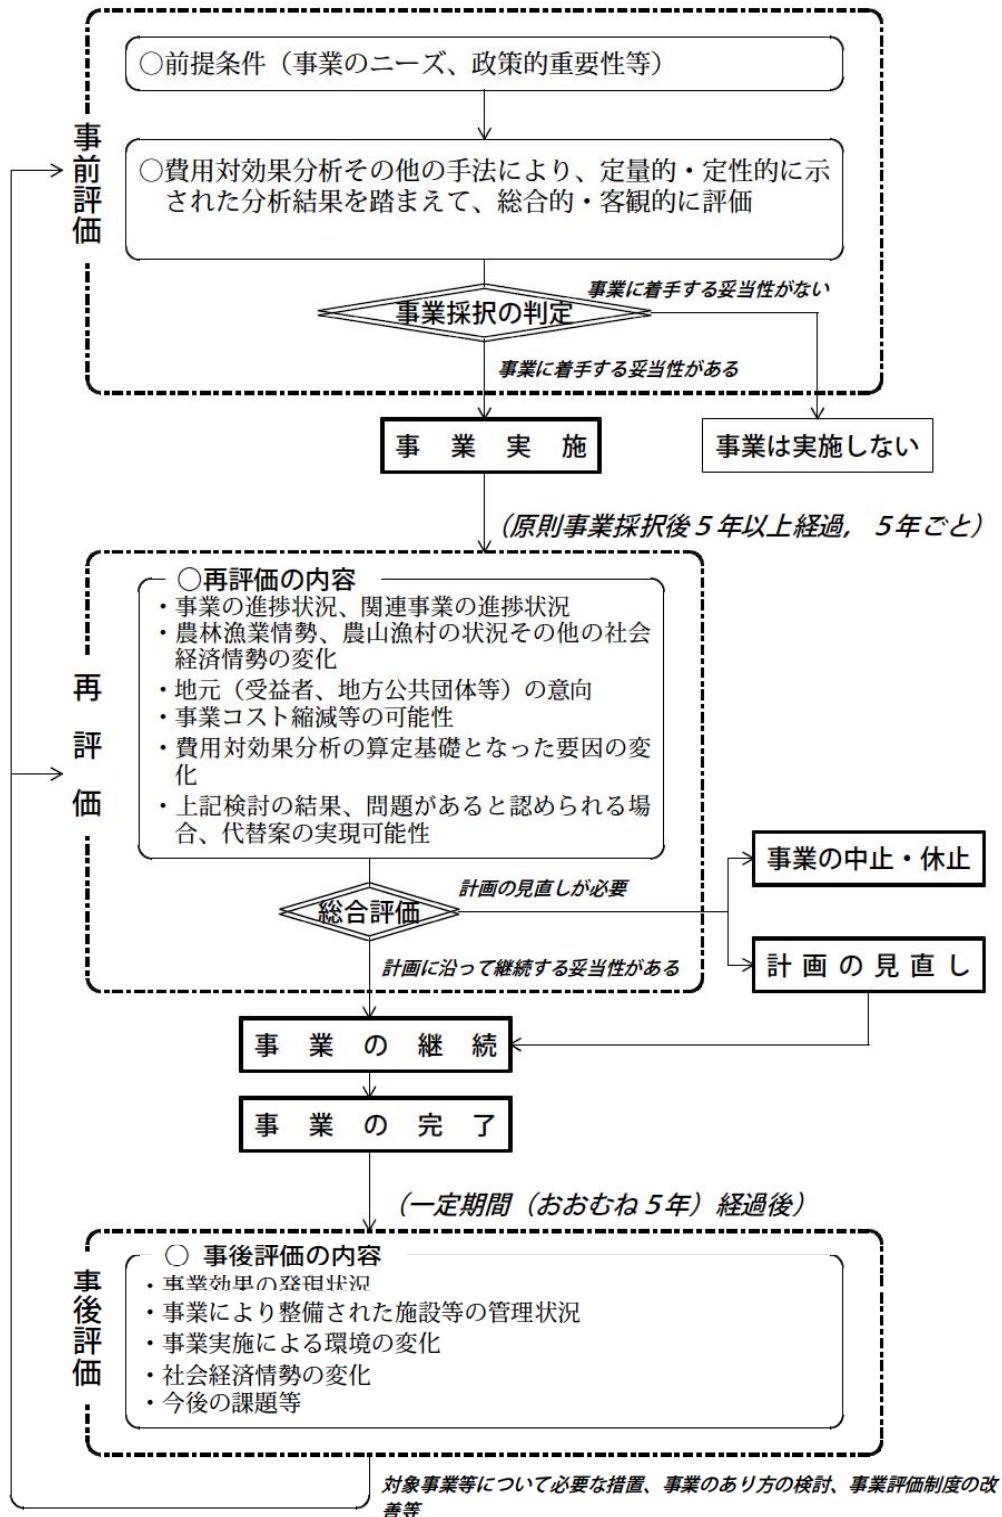 事前評価
○前提条件（事業のニーズ、政策的重要性等）
○費用対効果分析その他の手法により、定量的・定性的に示
された分析結果を踏まえて、総合的・客観的に評価
事業に着手する妥当性がない
事業採択の判定
事業に着手する妥当性がある
事業実施
事業は実施しない
（原則事業採択後５年以上経過，５年ごと）
再評価
○再評価の内容
・事業の進捗状況、関連事業の進捗状況
・農林漁業情勢、農山漁村の状況その他の社会
経済情勢の変化
・地元（受益者、地方公共団体等）の意向
・事業コスト縮減等の可能性
・費用対効果分析の算定基礎となった要因の変
化
・上記検討の結果、問題があると認められる場
合、代替案の実現可能性
事業の中止・休止
計画の見直しが必要
総合評価
計画の見直し
計画に沿って継続する妥当性がある
事業の継続
事業の完了
（一定期間（おおむね５年）経過後）
事後評価
○ 事後評価の内容
・事業効果の発現状況
・事業により整備された施設等の管理状況
・事業実施による環境の変化
・社会経済情勢の変化
・今後の課題等
対象事業等について必要な措置、事業のあり方の検討、事業評価制度の改
善等